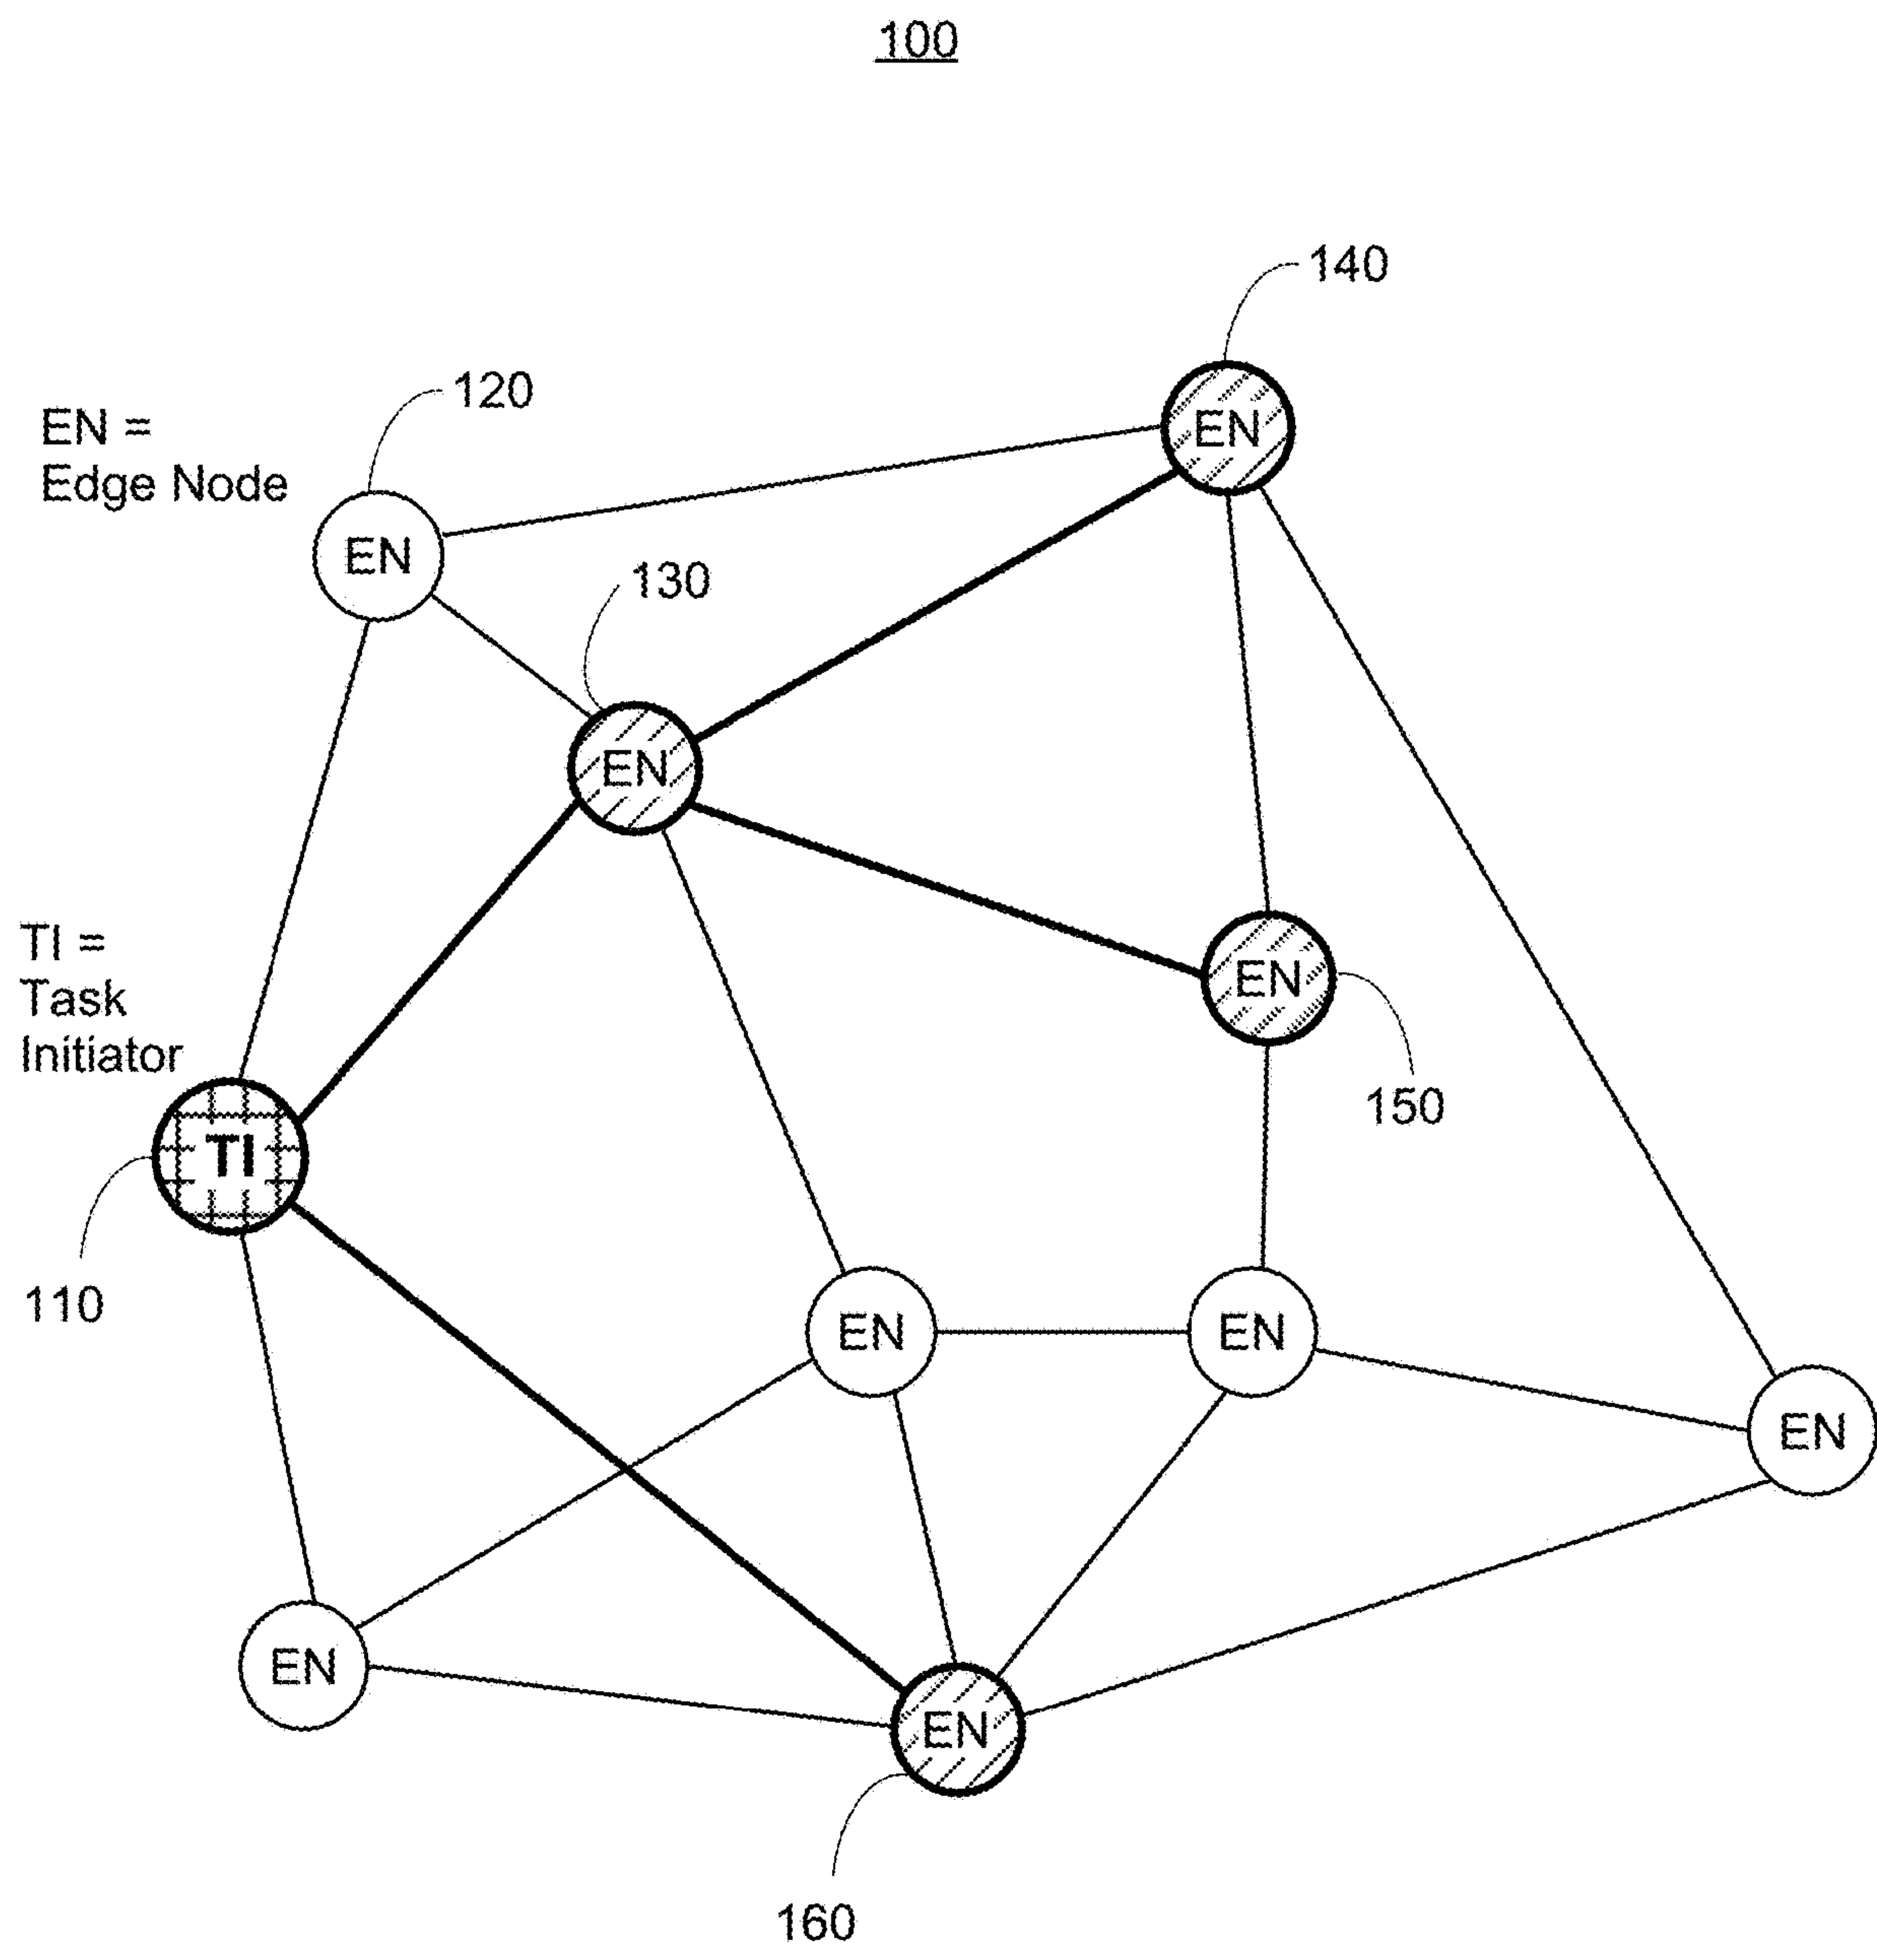 100
140
120
EN =
Edge Node
EN
EN
130
EN
TI =
Task
Initiator
EN
150
TI
110
EN
EN
EN
EN
EN
160